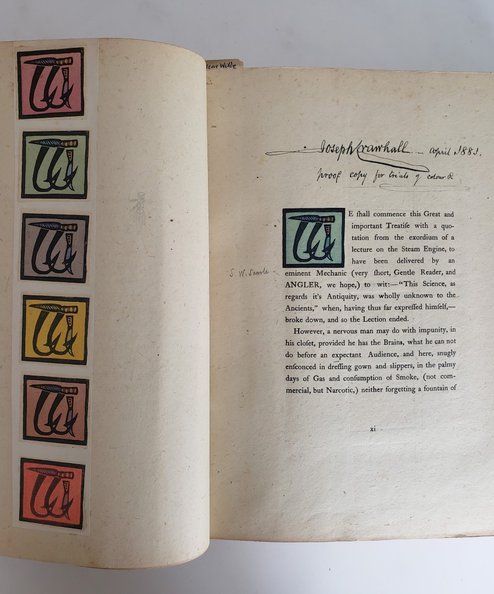 Joseph Crawhall — April 1883.
proof copy for trials of colour &
WE ſhall commence this Great and
important Treatiſe with a quo-
tation from the exordium of a
lecture on the Steam Engine, to
have been delivered by an
eminent Mechanic (very ſhort, Gentle Reader, and
ANGLER, we hope,) to wit:—"This Science, as
regards it's Antiquity, was wholly unknown to the
Ancients," when, having thus far expreſſed himſelf,—
broke down, and so the Lection ended.
However, a nervous man may do with impunity, in
his cloſet, provided he has the Brains, what he can not
do before an expectant Audience, and here, snugly
enſconced in dreſſing gown and slippers, in the palmy
days of Gas and conſumption of Smoke, (not com-
mercial, but Narcotic,) neither forgetting a fountain of
xi